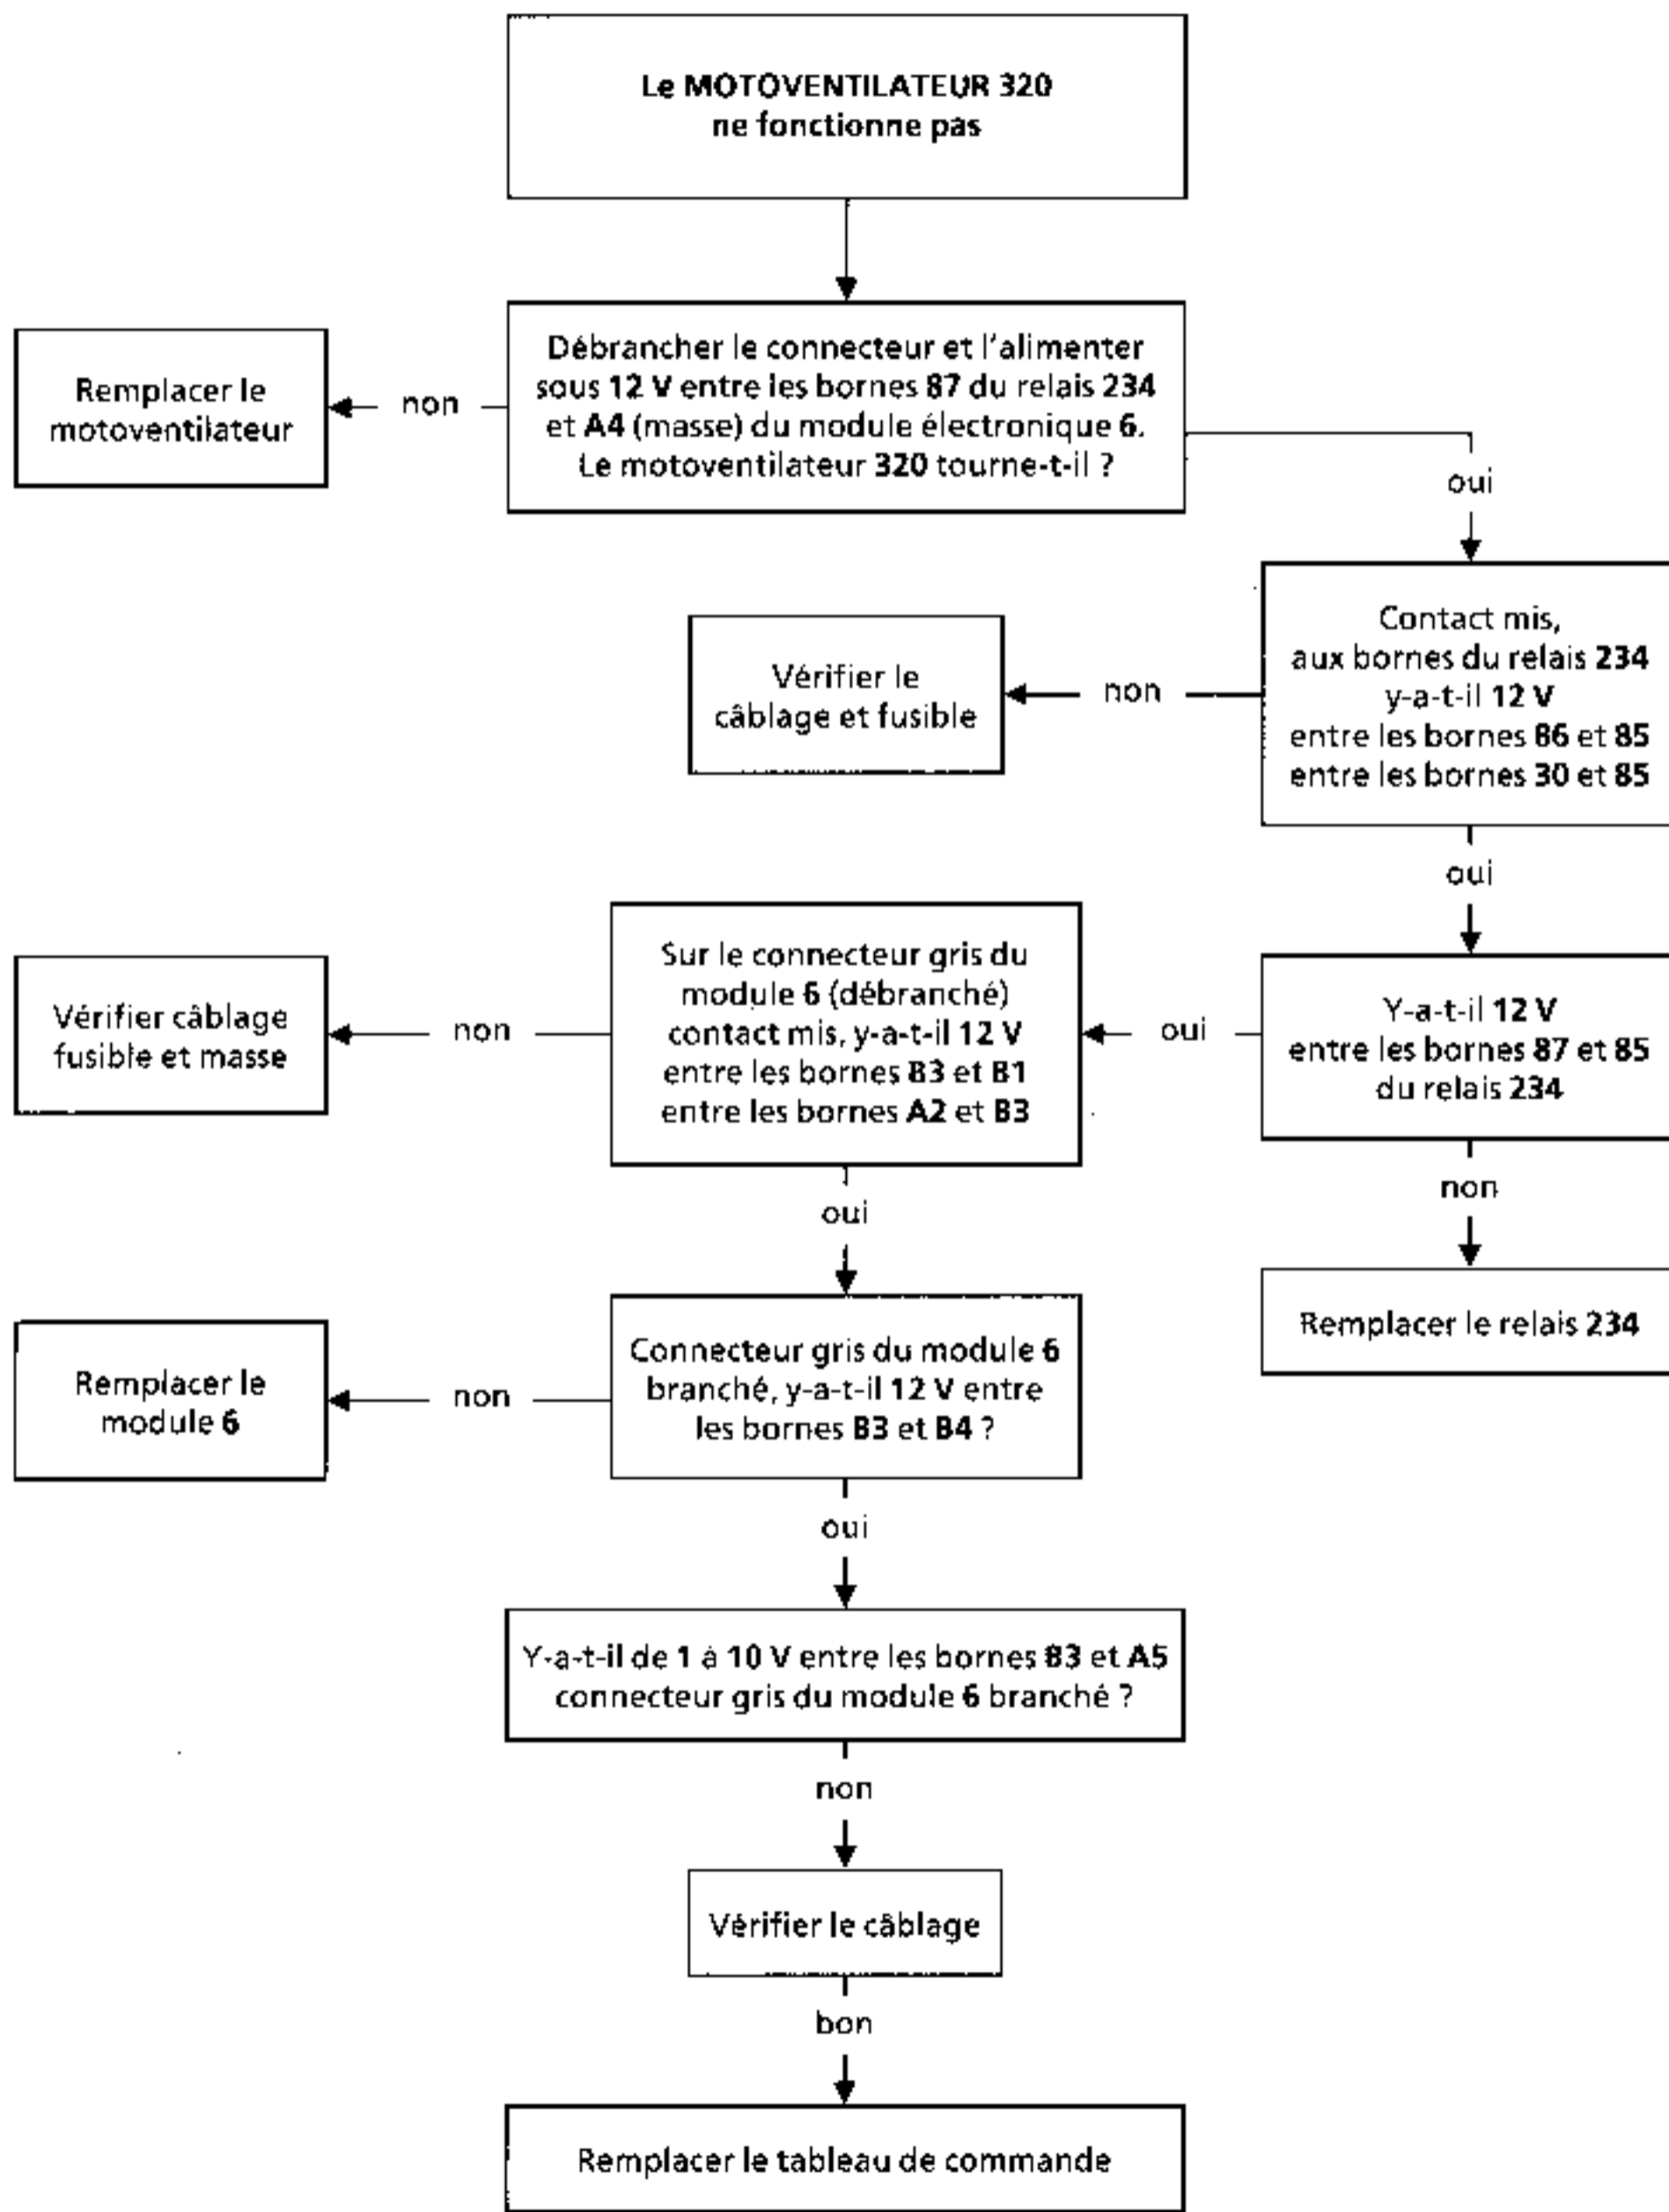 Le MOTOVENTILATEUR 320
ne fonctionne pas
Débrancher le connecteur et l'alimenter
sous 12 V entre les bornes 87 du relais 234
et A4 (masse) du module électronique 6.
Le motoventilateur 320 tourne-t-il ?
non
Remplacer le
motoventilateur
oui
Contact mis,
aux bornes du relais 234
y-a-t-il 12 V
entre les bornes 86 et 85
entre les bornes 30 et 85
non
Vérifier le
câblage et fusible
oui
Y-a-t-il 12 V
entre les bornes 87 et 85
du relais 234
non
Remplacer le relais 234
oui
Sur le connecteur gris du
module 6 (débranché)
contact mis, y-a-t-il 12 V
entre les bornes B3 et B1
entre les bornes A2 et B3
non
Vérifier câblage
fusible et masse
oui
Connecteur gris du module 6
branché, y-a-t-il 12 V entre
les bornes B3 et B4 ?
non
Remplacer le
module 6
oui
Y-a-t-il de 1 à 10 V entre les bornes B3 et A5
connecteur gris du module 6 branché ?
non
Vérifier le câblage
bon
Remplacer le tableau de commande